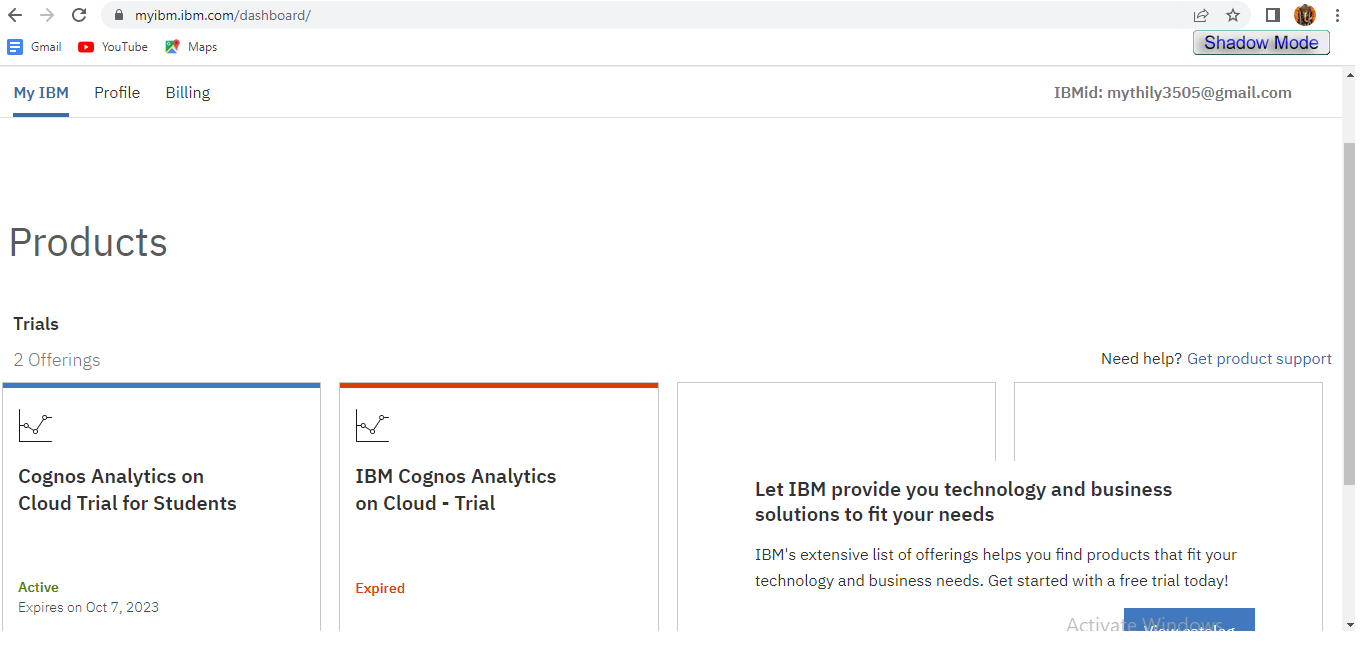 myibm.ibm.com/dashboard/
Gmail YouTube Maps
Shadow Mode
My IBM Profile Billing
IBMid: mythily3505@gmail.com
Products
Trials
2 Offerings
Need help? Get product support
Cognos Analytics on
Cloud Trial for Students
Active
Expires on Oct 7, 2023
IBM Cognos Analytics
on Cloud - Trial
Expired
Let IBM provide you technology and business
solutions to fit your needs
IBM's extensive list of offerings helps you find products that fit your
technology and business needs. Get started with a free trial today!
Activate Windows
View catalog